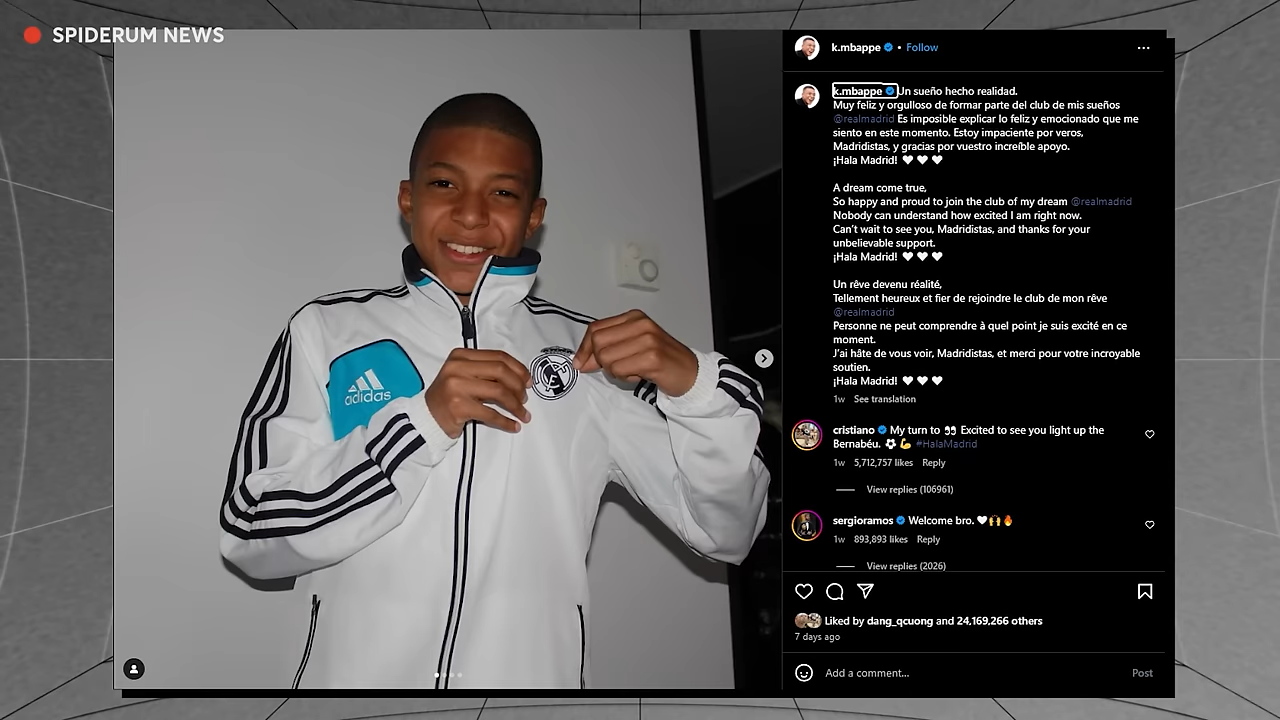 SPIDERUM NEWS
adidas
k.mbappe • Follow
k.mbappe Un sueño hecho realidad.
Muy feliz y orgulloso de formar parte del club de mis sueños
@realmadrid Es imposible explicar lo feliz y emocionado que me
siento en este momento. Estoy impaciente por veros,
Madridistas, y gracias por vuestro increíble apoyo.
¡Hala Madrid! 🤍 🤍 🤍
A dream come true,
So happy and proud to join the club of my dream @realmadrid
Nobody can understand how excited I am right now.
Can't wait to see you, Madridistas, and thanks for your
unbelievable support.
¡Hala Madrid! 🤍 🤍 🤍
Un rêve devenu réalité,
Tellement heureux et fier de rejoindre le club de mon rêve
@realmadrid
Personne ne peut comprendre à quel point je suis excité en ce
moment.
J'ai hâte de vous voir, Madridistas, et merci pour votre incroyable
soutien.
¡Hala Madrid! 🤍 🤍 🤍
1w See translation
cristiano My turn to 👀 Excited to see you light up the
Bernabéu. ⚽ 💪 #HalaMadrid
1w 5,712,757 likes Reply
View replies (106961)
sergioramos Welcome bro. 🤍🙌🔥
1w 893,893 likes Reply
View replies (2026)
Liked by dang_qcuong and 24,169,266 others
7 days ago
Add a comment... Post